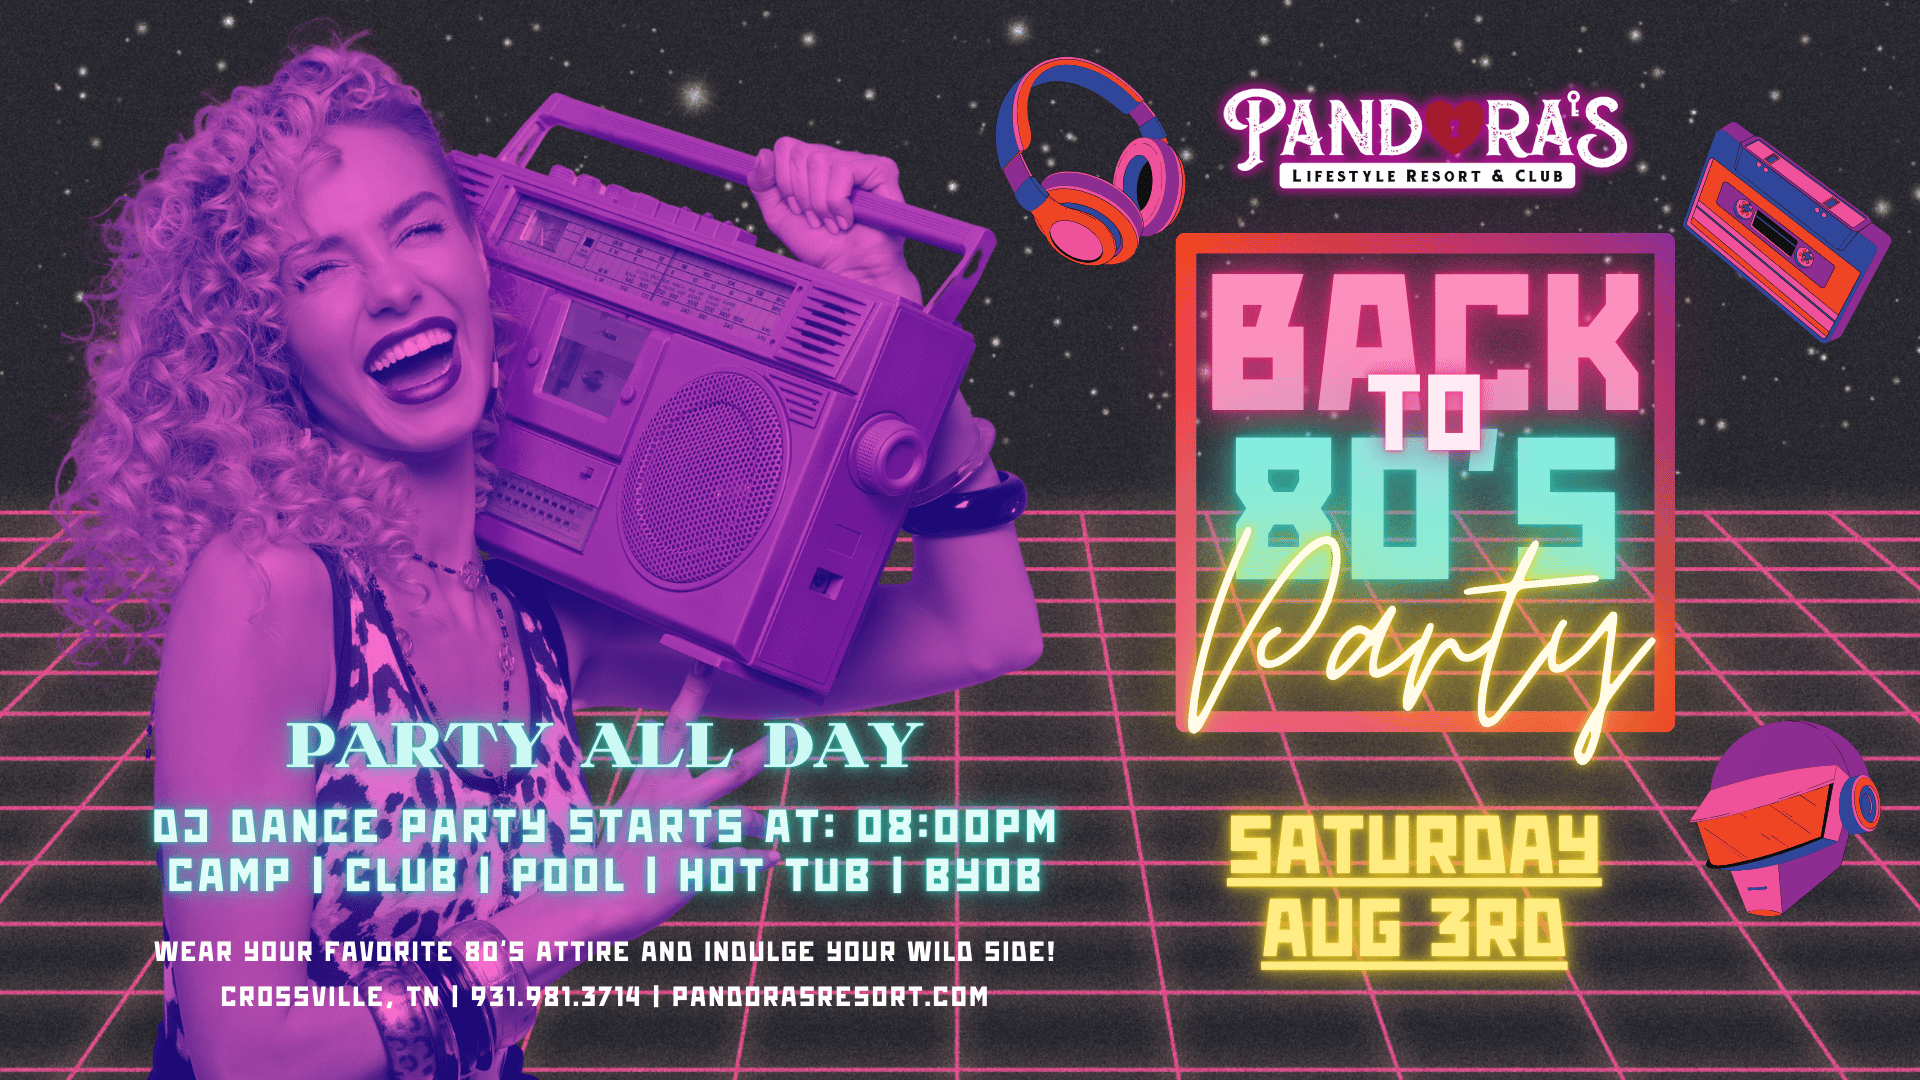 PANDORA'S
LIFESTYLE RESORT & CLUB
BACK
TO
80'S
Party
SATURDAY
AUG 3RD
PARTY ALL DAY
DJ DANCE PARTY STARTS AT: 08:00PM
CAMP | CLUB | POOL | HOT TUB | BYOB
WEAR YOUR FAVORITE 80'S ATTIRE AND INDULGE YOUR WILD SIDE!
CROSSVILLE, TN | 931.981.3714 | PANDORASRESORT.COM